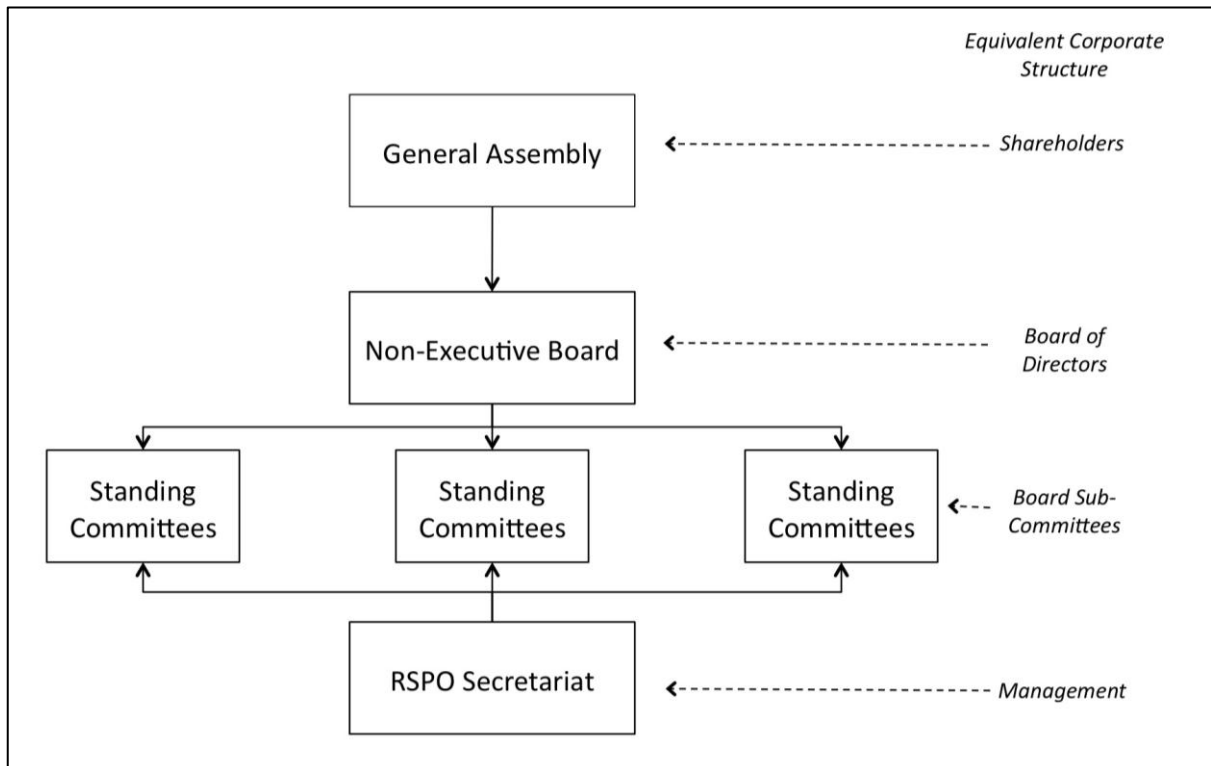 Equivalent Corporate
Structure
General Assembly
Shareholders
Non-Executive Board
Board of
Directors
Standing
Committees
Standing
Committees
Standing
Committees
Board Sub-
Committees
RSPO Secretariat
Management